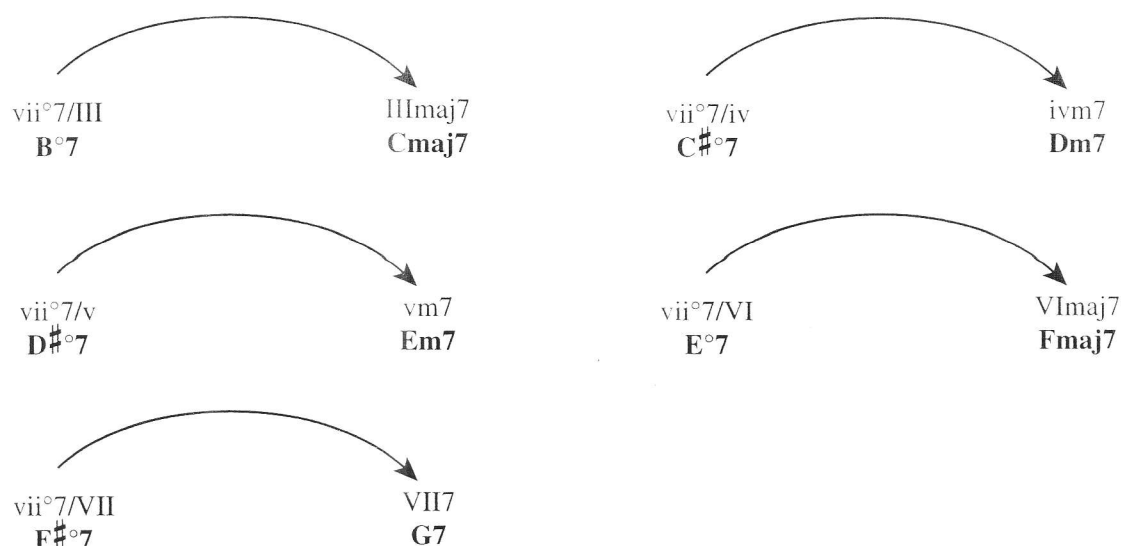 vii°7/III IIImaj7 vii°7/iv ivm7
B°7 Cmaj7 C♯°7 Dm7
vii°7/v vm7 vii°7/VI VImaj7
D♯°7 Em7 E°7 Fmaj7
vii°7/VII VII7
F♯°7 G7